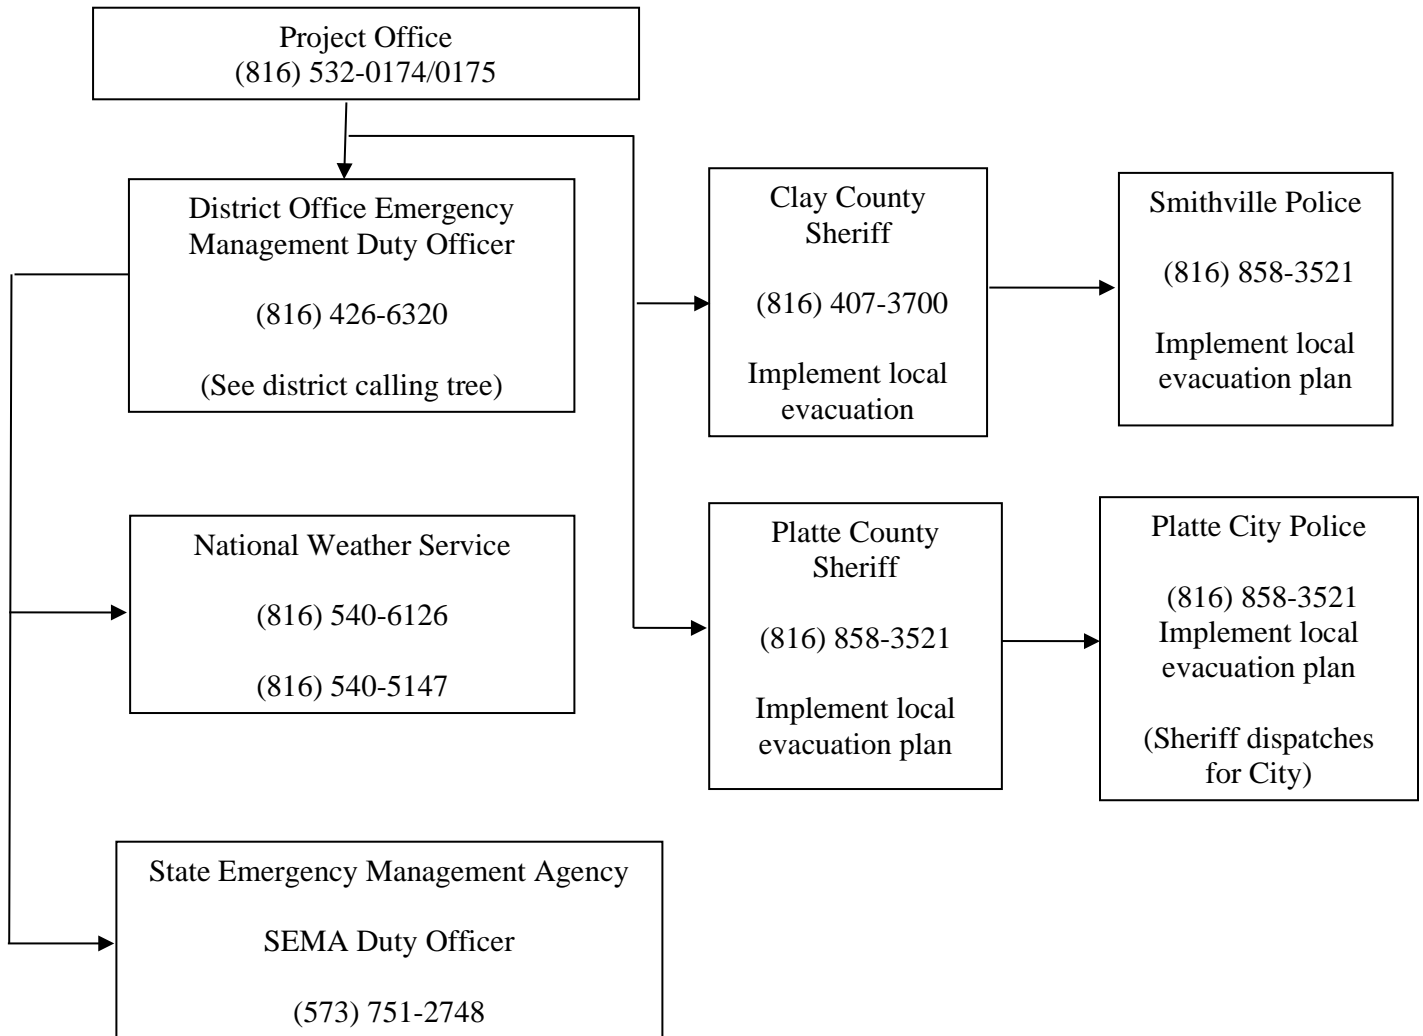 Project Office
(816) 532-0174/0175
District Office Emergency
Management Duty Officer
(816) 426-6320
(See district calling tree)
Clay County
Sheriff
(816) 407-3700
Implement local
evacuation
Smithville Police
(816) 858-3521
Implement local
evacuation plan
National Weather Service
(816) 540-6126
(816) 540-5147
Platte County
Sheriff
(816) 858-3521
Implement local
evacuation plan
Platte City Police
(816) 858-3521
Implement local
evacuation plan
(Sheriff dispatches
for City)
State Emergency Management Agency
SEMA Duty Officer
(573) 751-2748